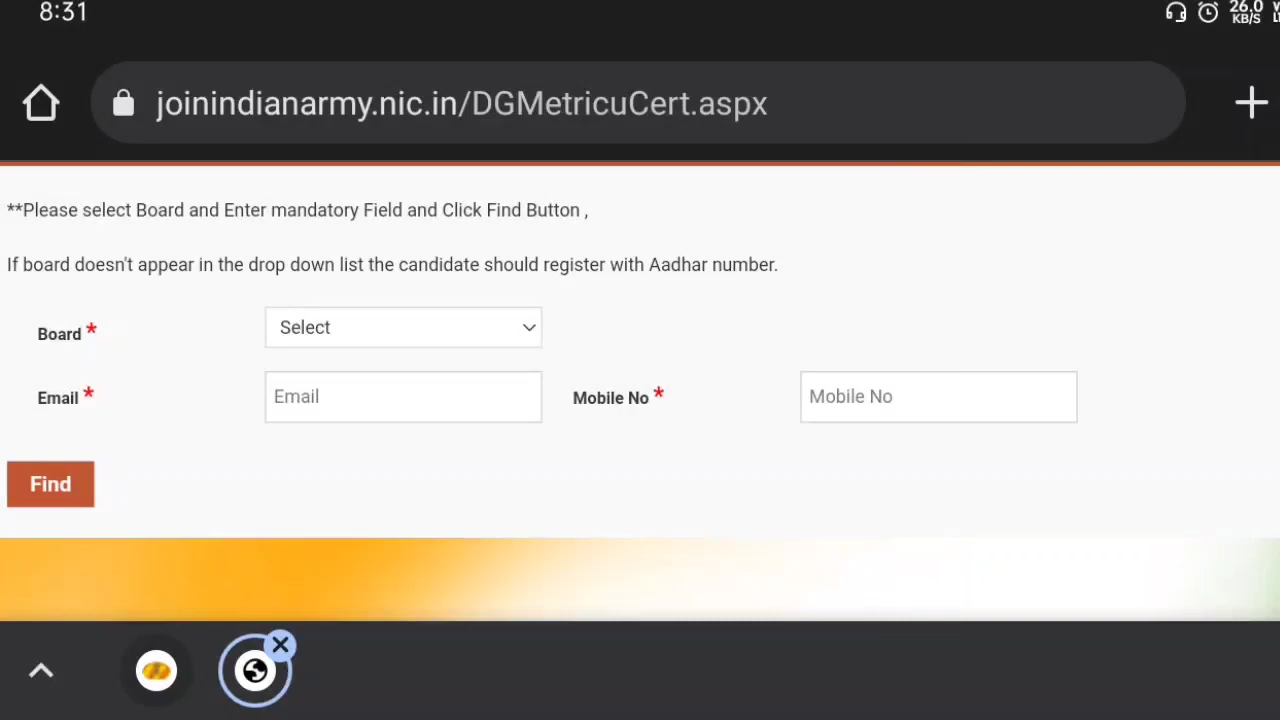 8:31
26.0
KB/S
joinindianarmy.nic.in/DGMetricuCert.aspx
**Please select Board and Enter mandatory Field and Click Find Button ,
If board doesn't appear in the drop down list the candidate should register with Aadhar number.
Board *
Select
Email *
Email
Mobile No *
Mobile No
Find